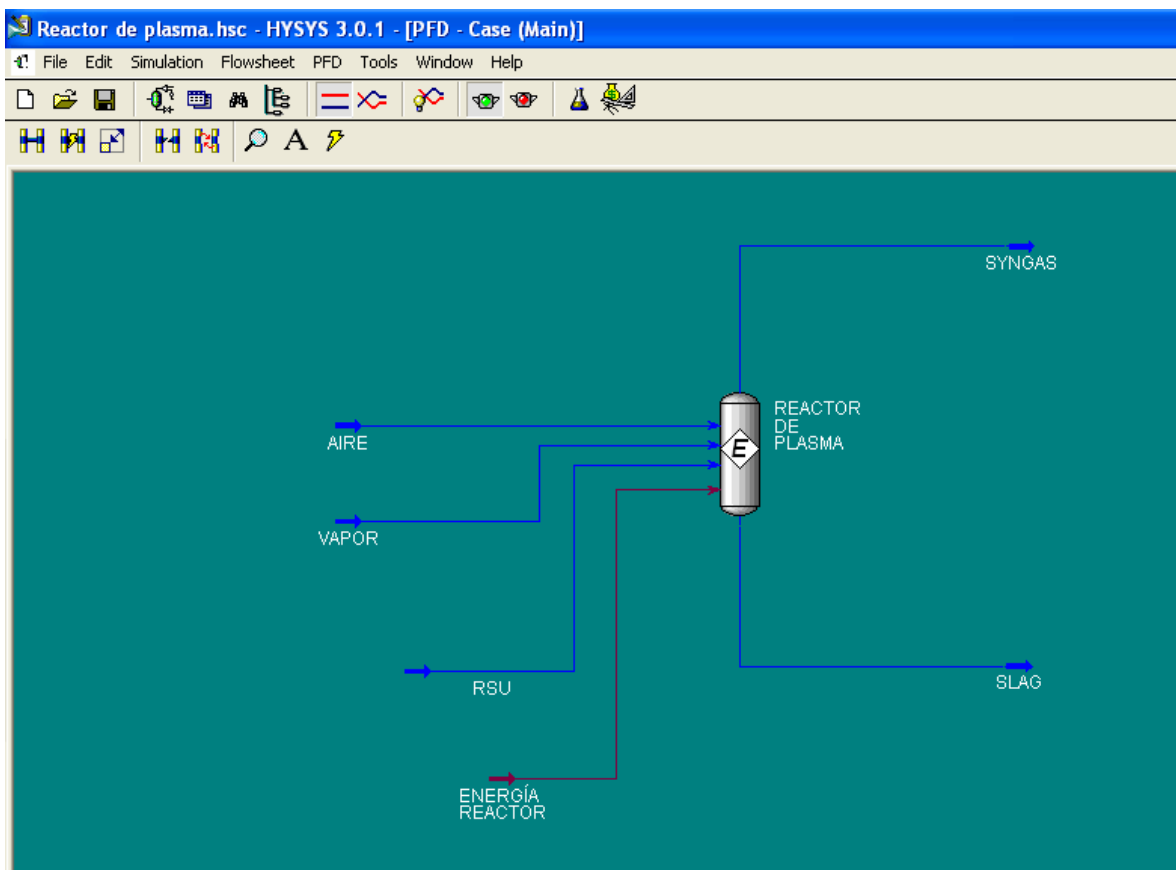 Reactor de plasma.hsc - HYSYS 3.0.1 - [PFD - Case (Main)]
File Edit Simulation Flowsheet PFD Tools Window Help
A
SYNGAS
REACTOR
DE
PLASMA
E
AIRE
VAPOR
RSU
SLAG
ENERGÍA
REACTOR